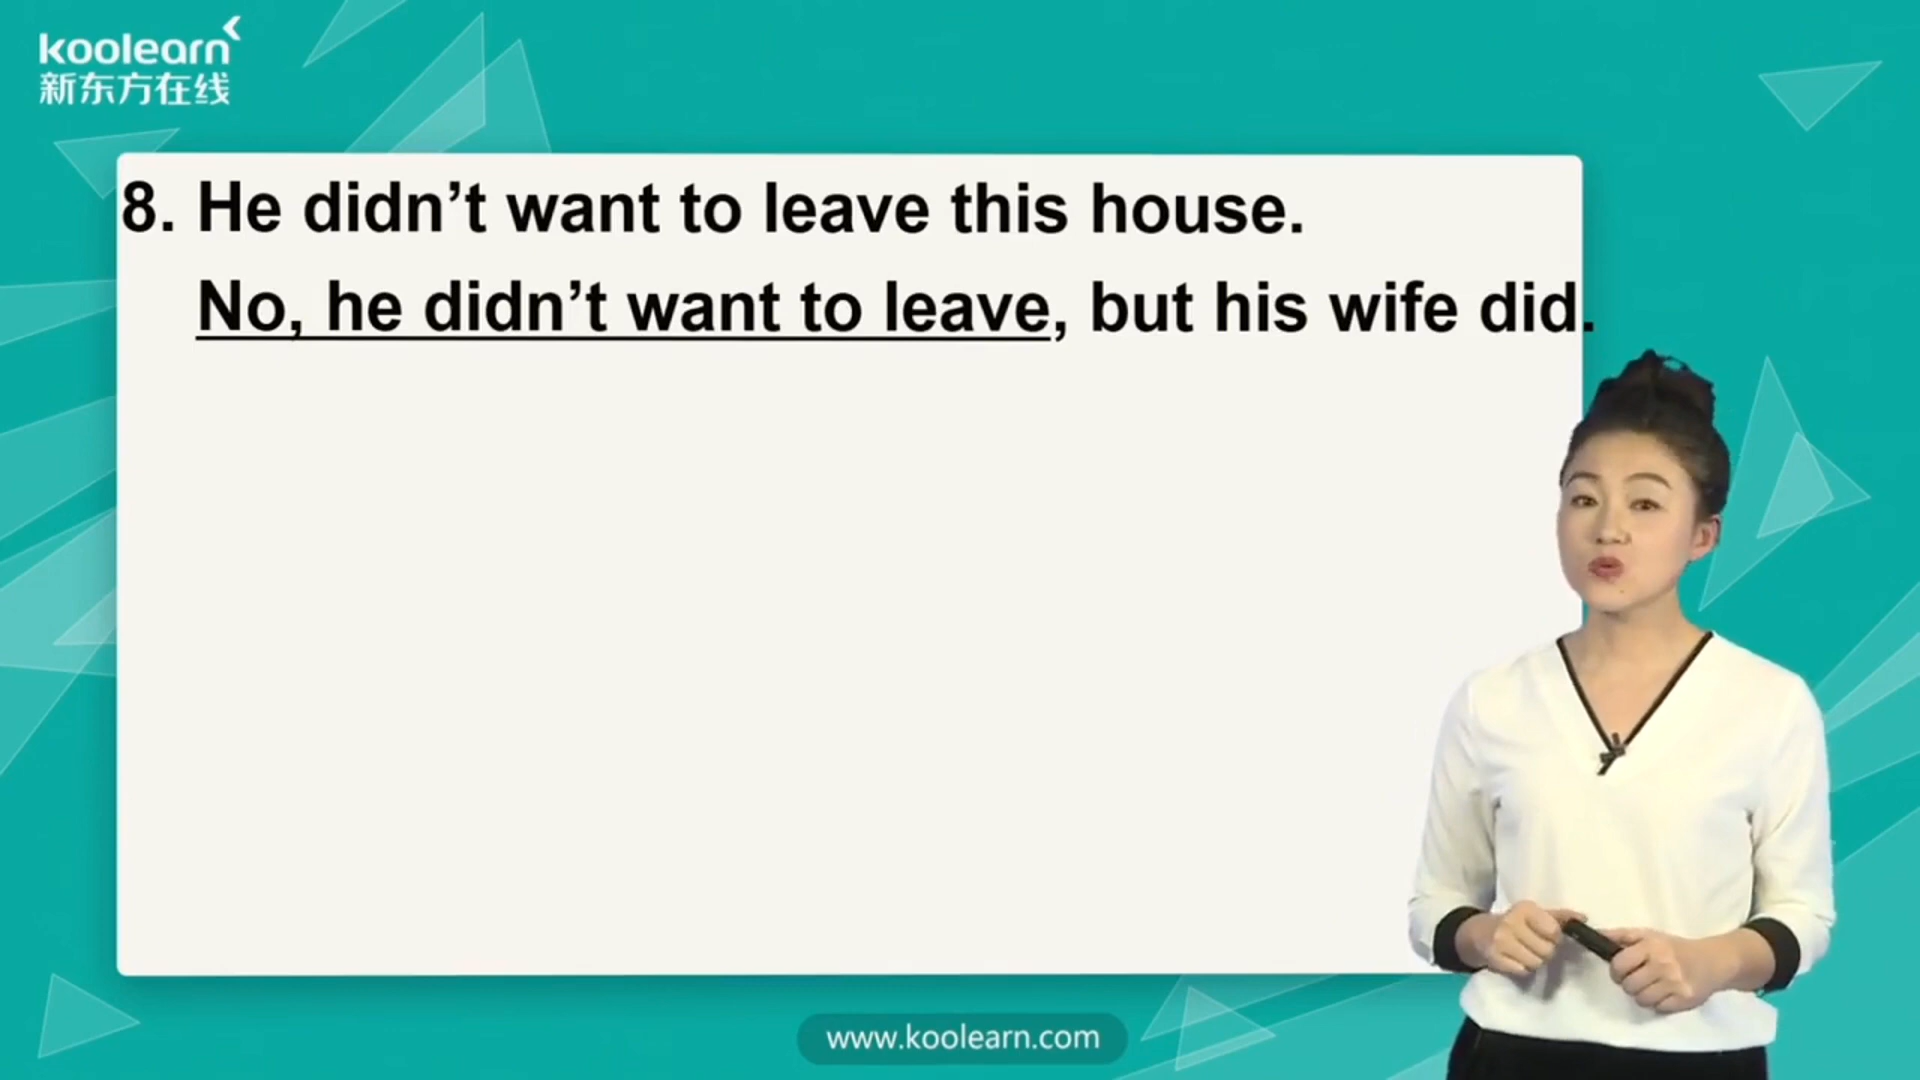 koolearn
新东方在线
8. He didn’t want to leave this house.
No, he didn’t want to leave, but his wife did.
www.koolearn.com